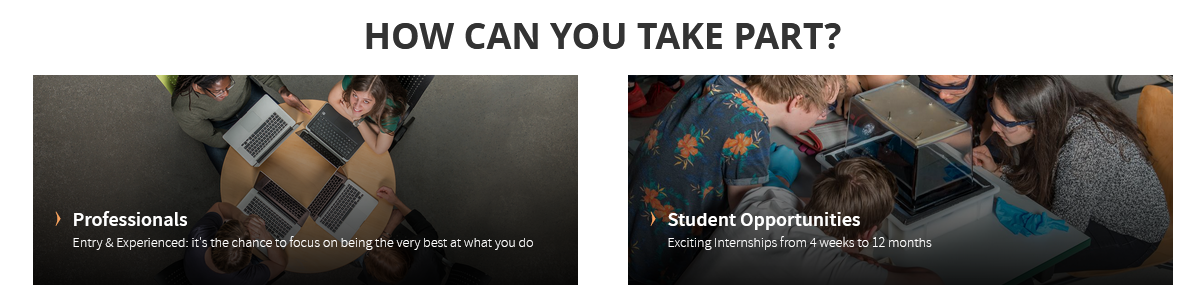 HOW CAN YOU TAKE PART?
Professionals
Entry & Experienced: it's the chance to focus on being the very best at what you do
Student Opportunities
Exciting Internships from 4 weeks to 12 months